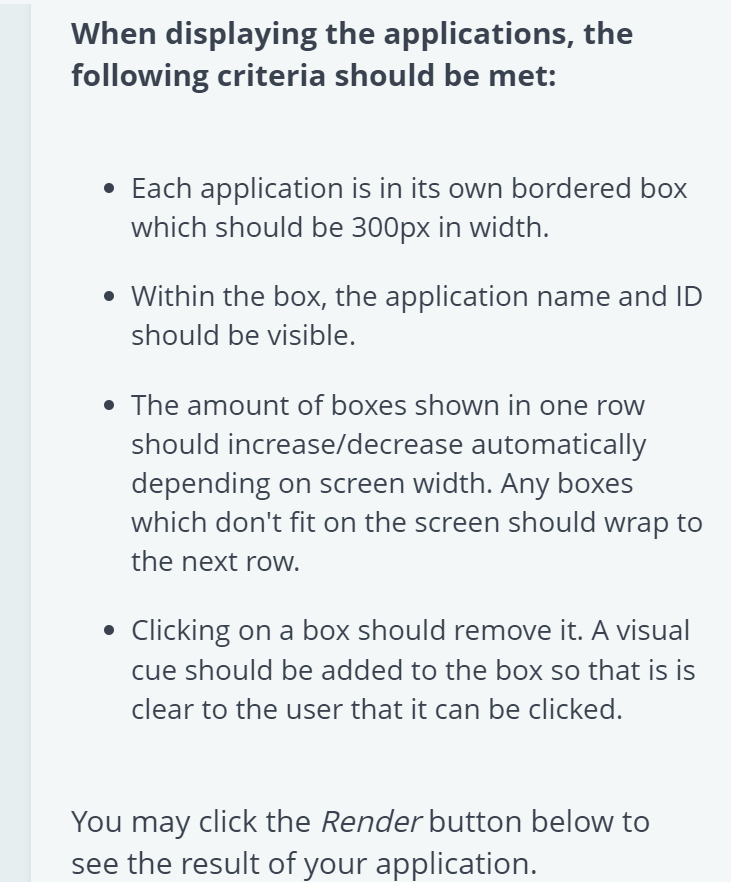 When displaying the applications, the
following criteria should be met:
• Each application is in its own bordered box
which should be 300px in width.
• Within the box, the application name and ID
should be visible.
• The amount of boxes shown in one row
should increase/decrease automatically
depending on screen width. Any boxes
which don't fit on the screen should wrap to
the next row.
• Clicking on a box should remove it. A visual
cue should be added to the box so that is is
clear to the user that it can be clicked.
You may click the Render button below to
see the result of your application.